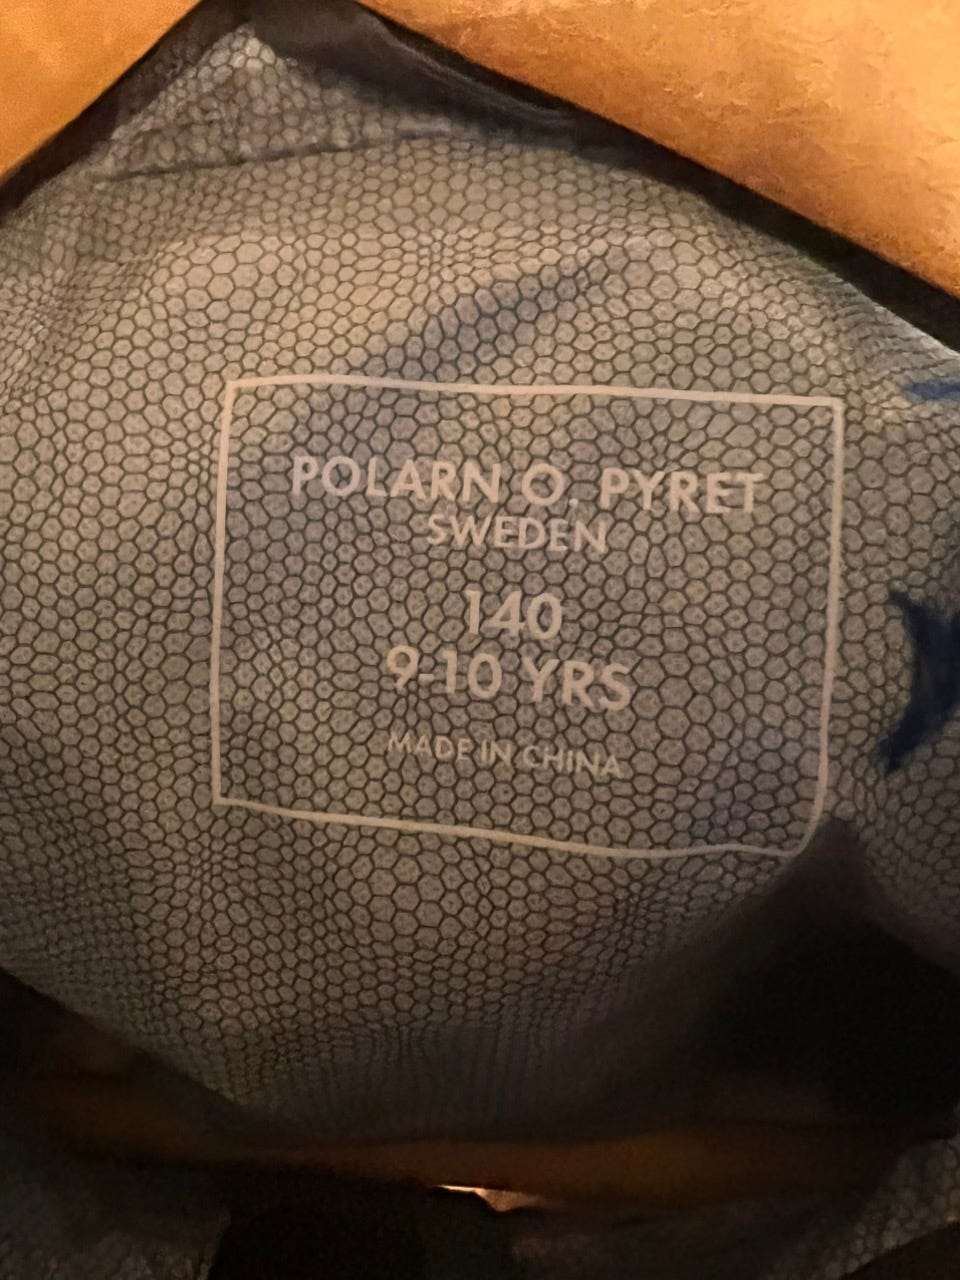 POLARN O. PYRET
SWEDEN
140
9-10 YRS
MADE IN CHINA